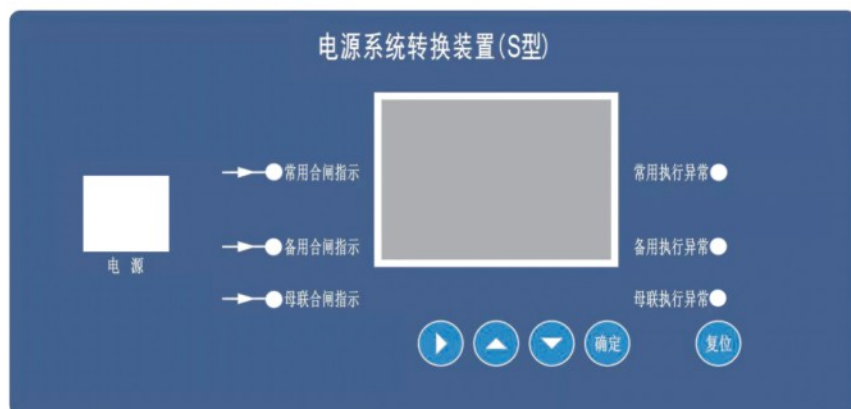 电源系统转换装置(S型)
常用合闸指示
常用执行异常
电 源
备用合闸指示
备用执行异常
母联合闸指示
母联执行异常
确定
复位